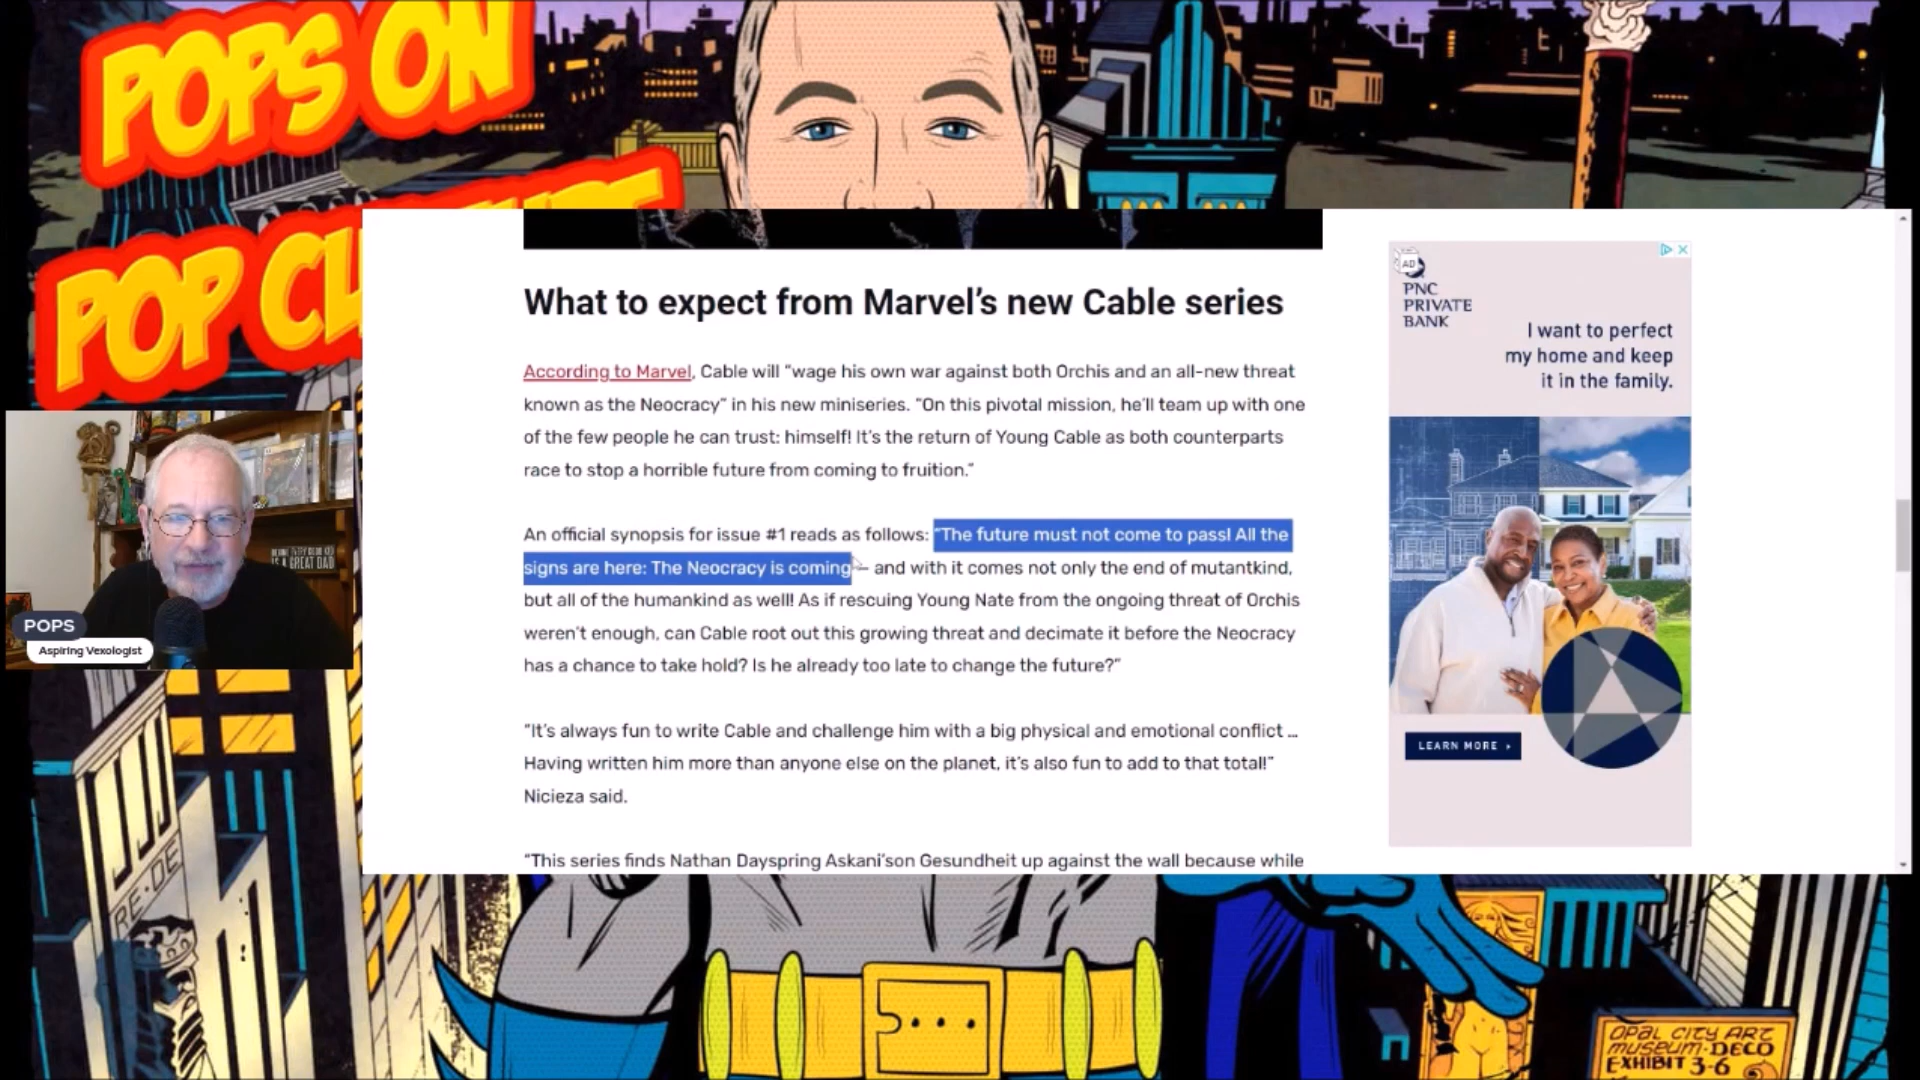 POPS ON
POP CL
What to expect from Marvel’s new Cable series
According to Marvel, Cable will “wage his own war against both Orchis and an all-new threat
known as the Neocracy” in his new miniseries. “On this pivotal mission, he’ll team up with one
of the few people he can trust: himself! It’s the return of Young Cable as both counterparts
race to stop a horrible future from coming to fruition.”
An official synopsis for issue #1 reads as follows: “The future must not come to pass! All the
signs are here: The Neocracy is coming – and with it comes not only the end of mutantkind,
but all of the humankind as well! As if rescuing Young Nate from the ongoing threat of Orchis
weren’t enough, can Cable root out this growing threat and decimate it before the Neocracy
has a chance to take hold? Is he already too late to change the future?”
“It’s always fun to write Cable and challenge him with a big physical and emotional conflict …
Having written him more than anyone else on the planet, it’s also fun to add to that total!”
Nicieza said.
“This series finds Nathan Dayspring Askani’son Gesundheit up against the wall because while
AD
PNC
PRIVATE
BANK
I want to perfect
my home and keep
it in the family.
LEARN MORE
POPS
Aspiring Vexologist
A GREAT DAD
RE·DE
OPAL CITY ART
MUSEUM·DECO
EXHIBIT 3-6